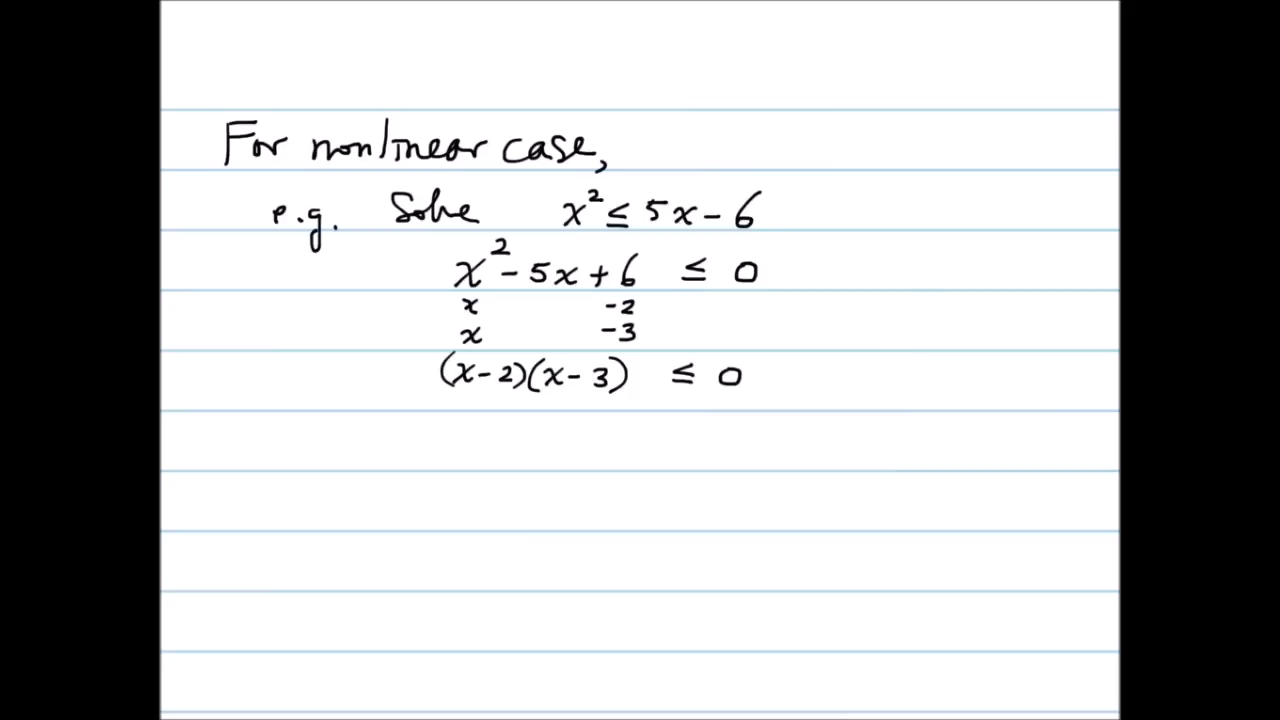 For nonlinear case,
e.g. Solve x² ≤ 5x - 6
x² - 5x + 6 ≤ 0
x -2
x -3
(x - 2)(x - 3) ≤ 0